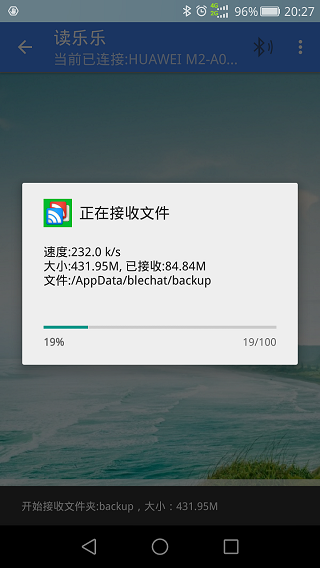 96% 20:27
读乐乐
当前已连接:HUAWEI M2-A0...
正在接收文件
速度:232.0 k/s
大小:431.95M, 已接收:84.84M
文件:/AppData/blechat/backup
19% 19/100
开始接收文件夹:backup，大小：431.95M